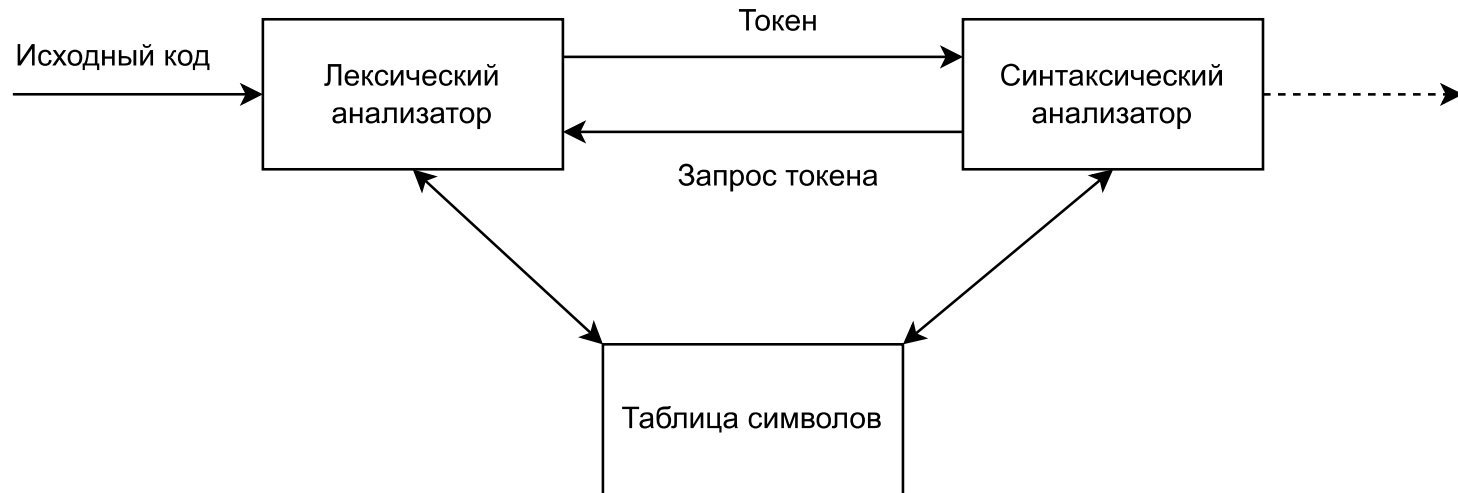 Исходный код
Лексический
анализатор
Токен
Запрос токена
Синтаксический
анализатор
Таблица символов